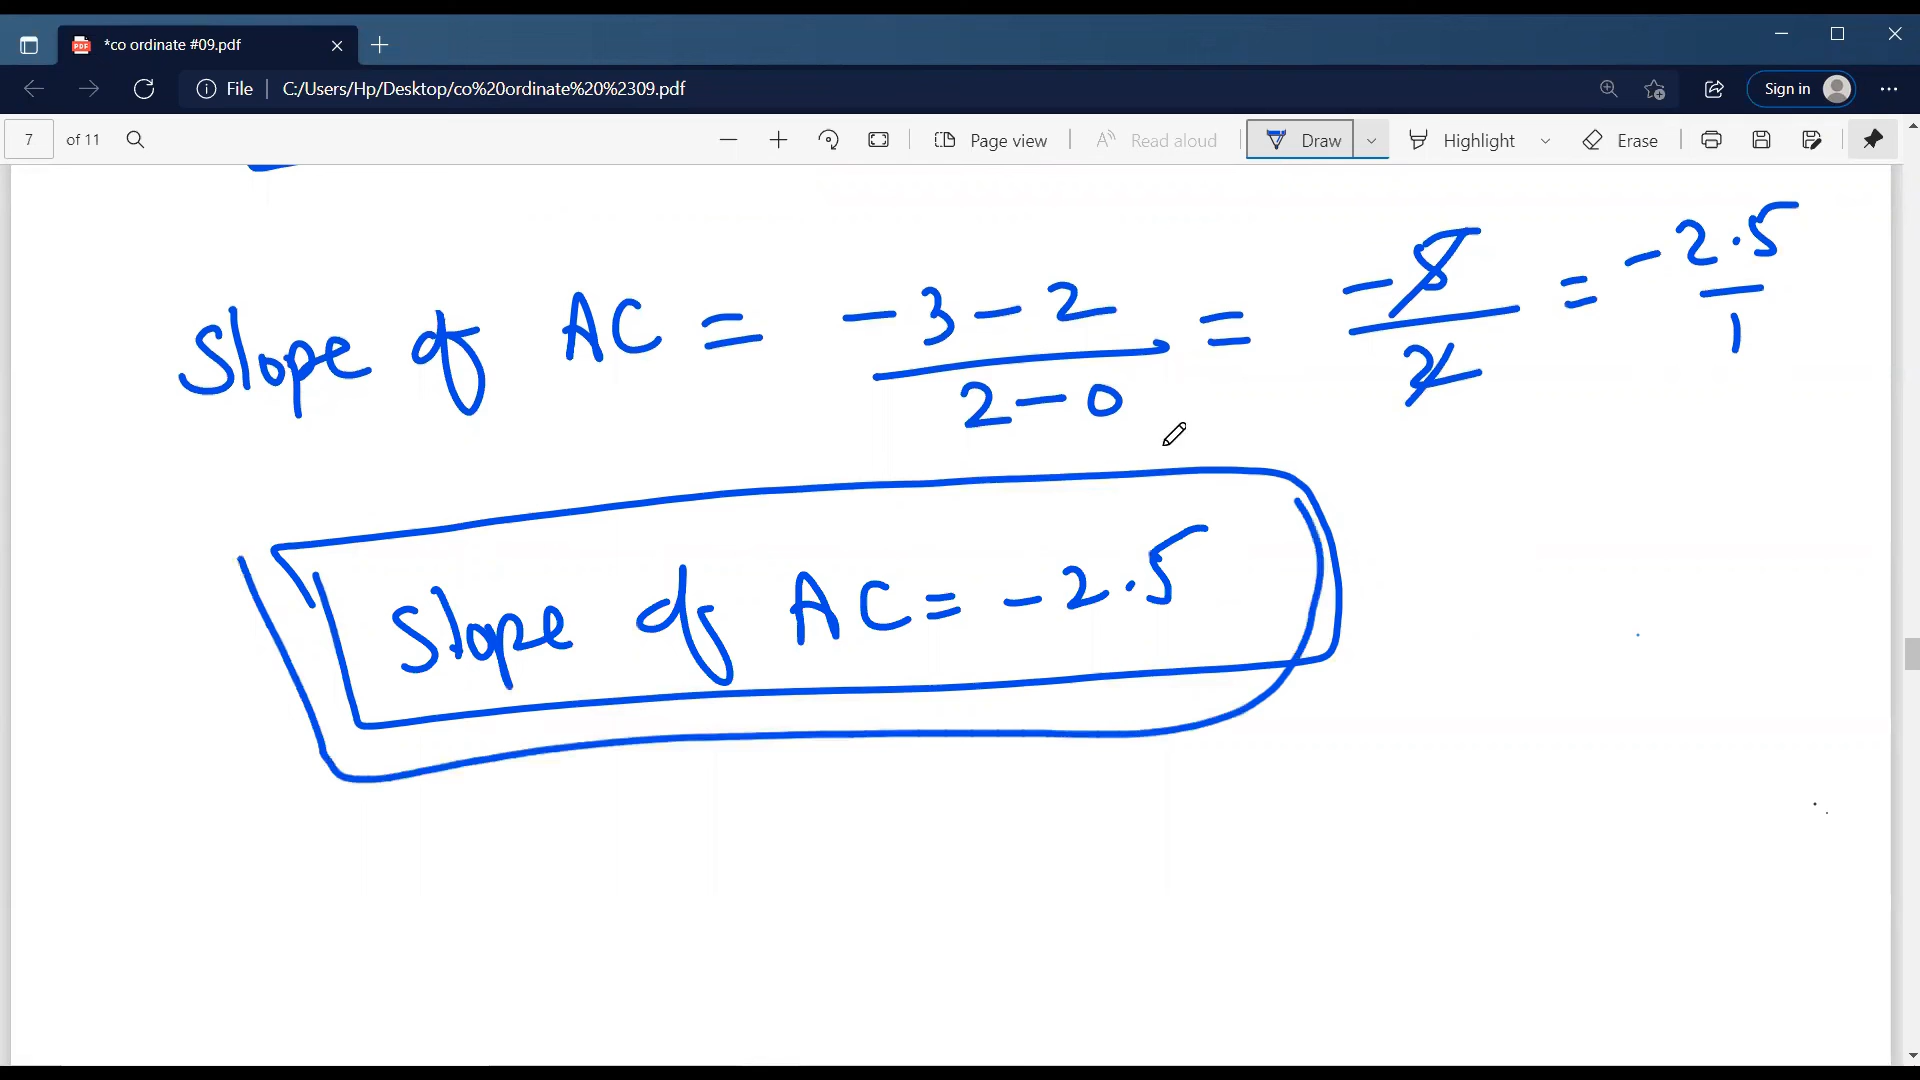 *co ordinate #09.pdf
File | C:/Users/Hp/Desktop/co%20ordinate%20%2309.pdf
Sign in
7 of 11
Page view
Read aloud
Draw
Highlight
Erase
Slope of AC = (-3-2)/(2-0) = -5/2 = -2.5/1
Slope of AC = -2.5